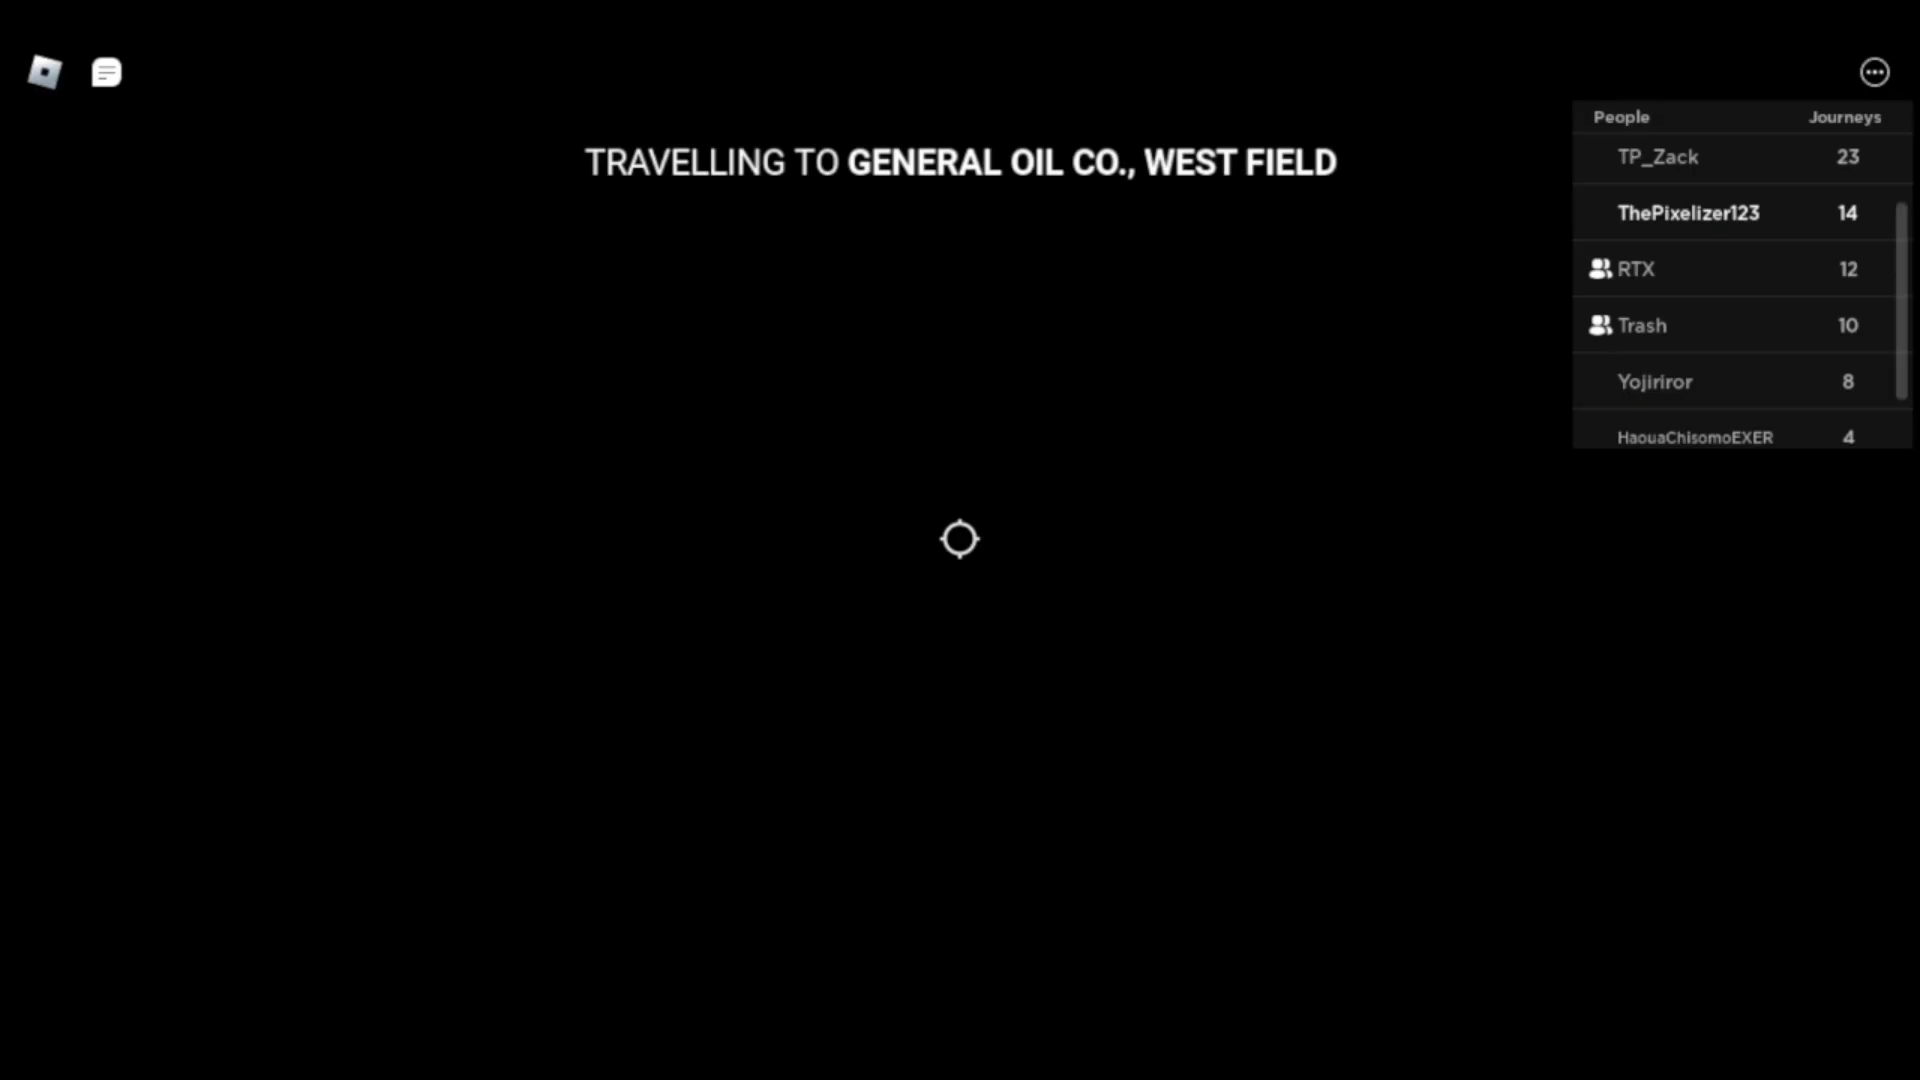 TRAVELLING TO GENERAL OIL CO., WEST FIELD
People Journeys
TP_Zack 23
ThePixelizer123 14
RTX 12
Trash 10
Yojiriror 8
HaouaChisomoEXER 4